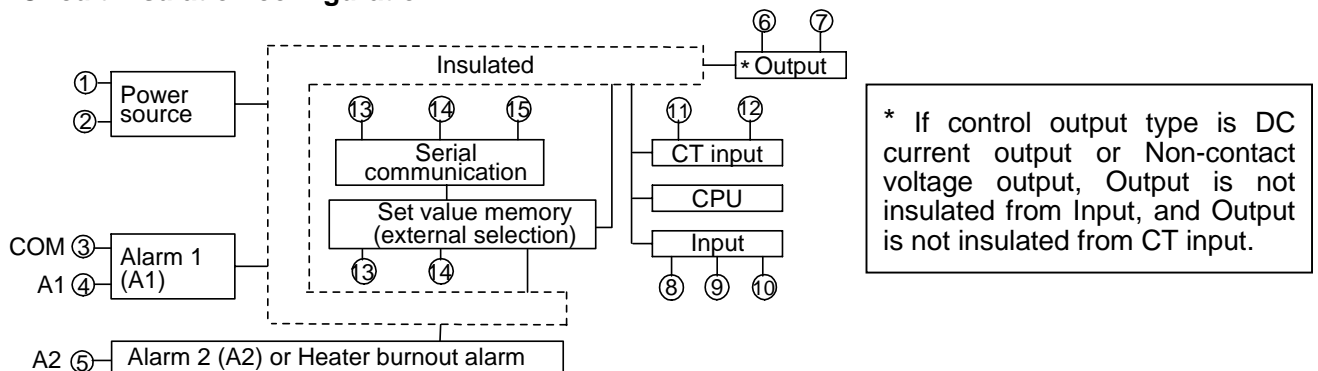 ⑥ ⑦
Insulated
* Output
①
②
Power
source
⑬ ⑭ ⑮
⑪ ⑫
Serial
communication
CT input
CPU
Set value memory
(external selection)
Input
⑬ ⑭
⑧ ⑨ ⑩
COM ③
A1 ④
Alarm 1
(A1)
A2 ⑤
Alarm 2 (A2) or Heater burnout alarm
* If control output type is DC
current output or Non-contact
voltage output, Output is not
insulated from Input, and Output
is not insulated from CT input.